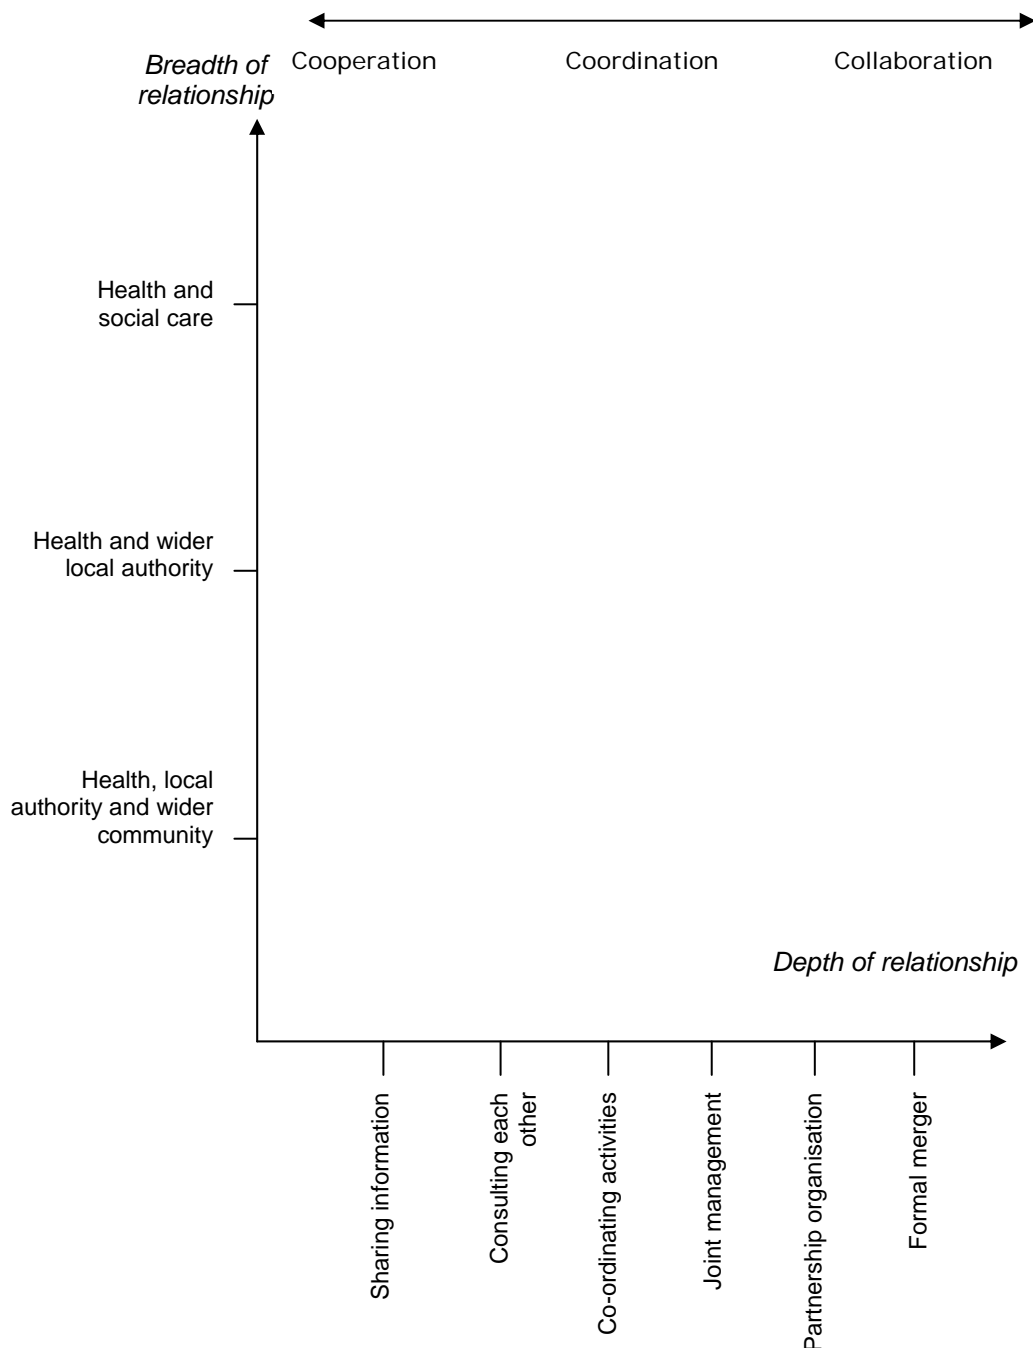 Breadth of
relationship
Cooperation
Coordination
Collaboration
Health and
social care
Health and wider
local authority
Health, local
authority and wider
community
Depth of relationship
Sharing information
Consulting each
other
Co-ordinating activities
Joint management
Partnership organisation
Formal merger